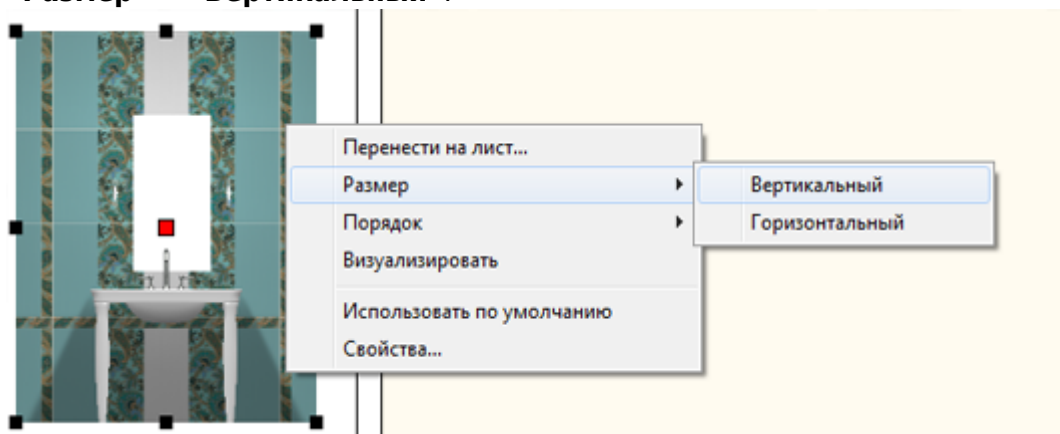 Перенести на лист...
Размер
Вертикальный
Порядок
Горизонтальный
Визуализировать
Использовать по умолчанию
Свойства...